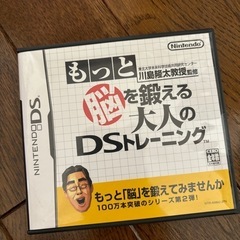 東北大学未来科学技術共同研究センター
川島隆太教授監修
Nintendo
もっと
脳を鍛える
大人の
DSトレーニング
NINTENDO DS
もっと「脳」を鍛えてみませんか
100万本突破のシリーズ第2弾!